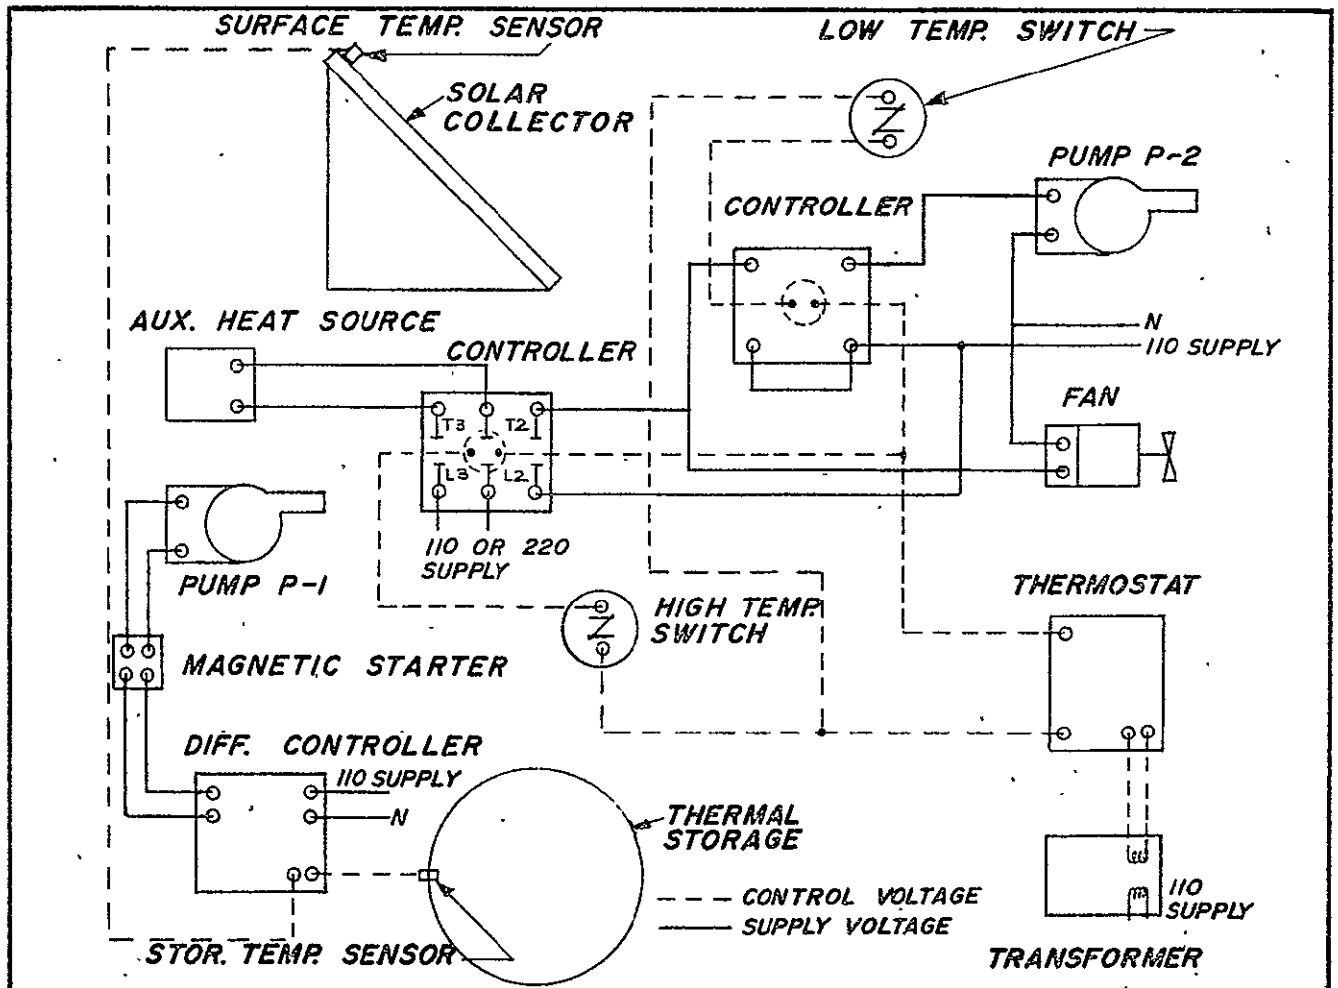 SURFACE TEMP. SENSOR
LOW TEMP. SWITCH
SOLAR
COLLECTOR
PUMP P-2
CONTROLLER
AUX. HEAT SOURCE
CONTROLLER
N
110 SUPPLY
FAN
T3
T2
L3
L2
110 OR 220
SUPPLY
PUMP P-1
THERMOSTAT
HIGH TEMP.
SWITCH
MAGNETIC STARTER
DIFF. CONTROLLER
110 SUPPLY
N
THERMAL
STORAGE
CONTROL VOLTAGE
SUPPLY VOLTAGE
110
SUPPLY
STOR. TEMP. SENSOR
TRANSFORMER